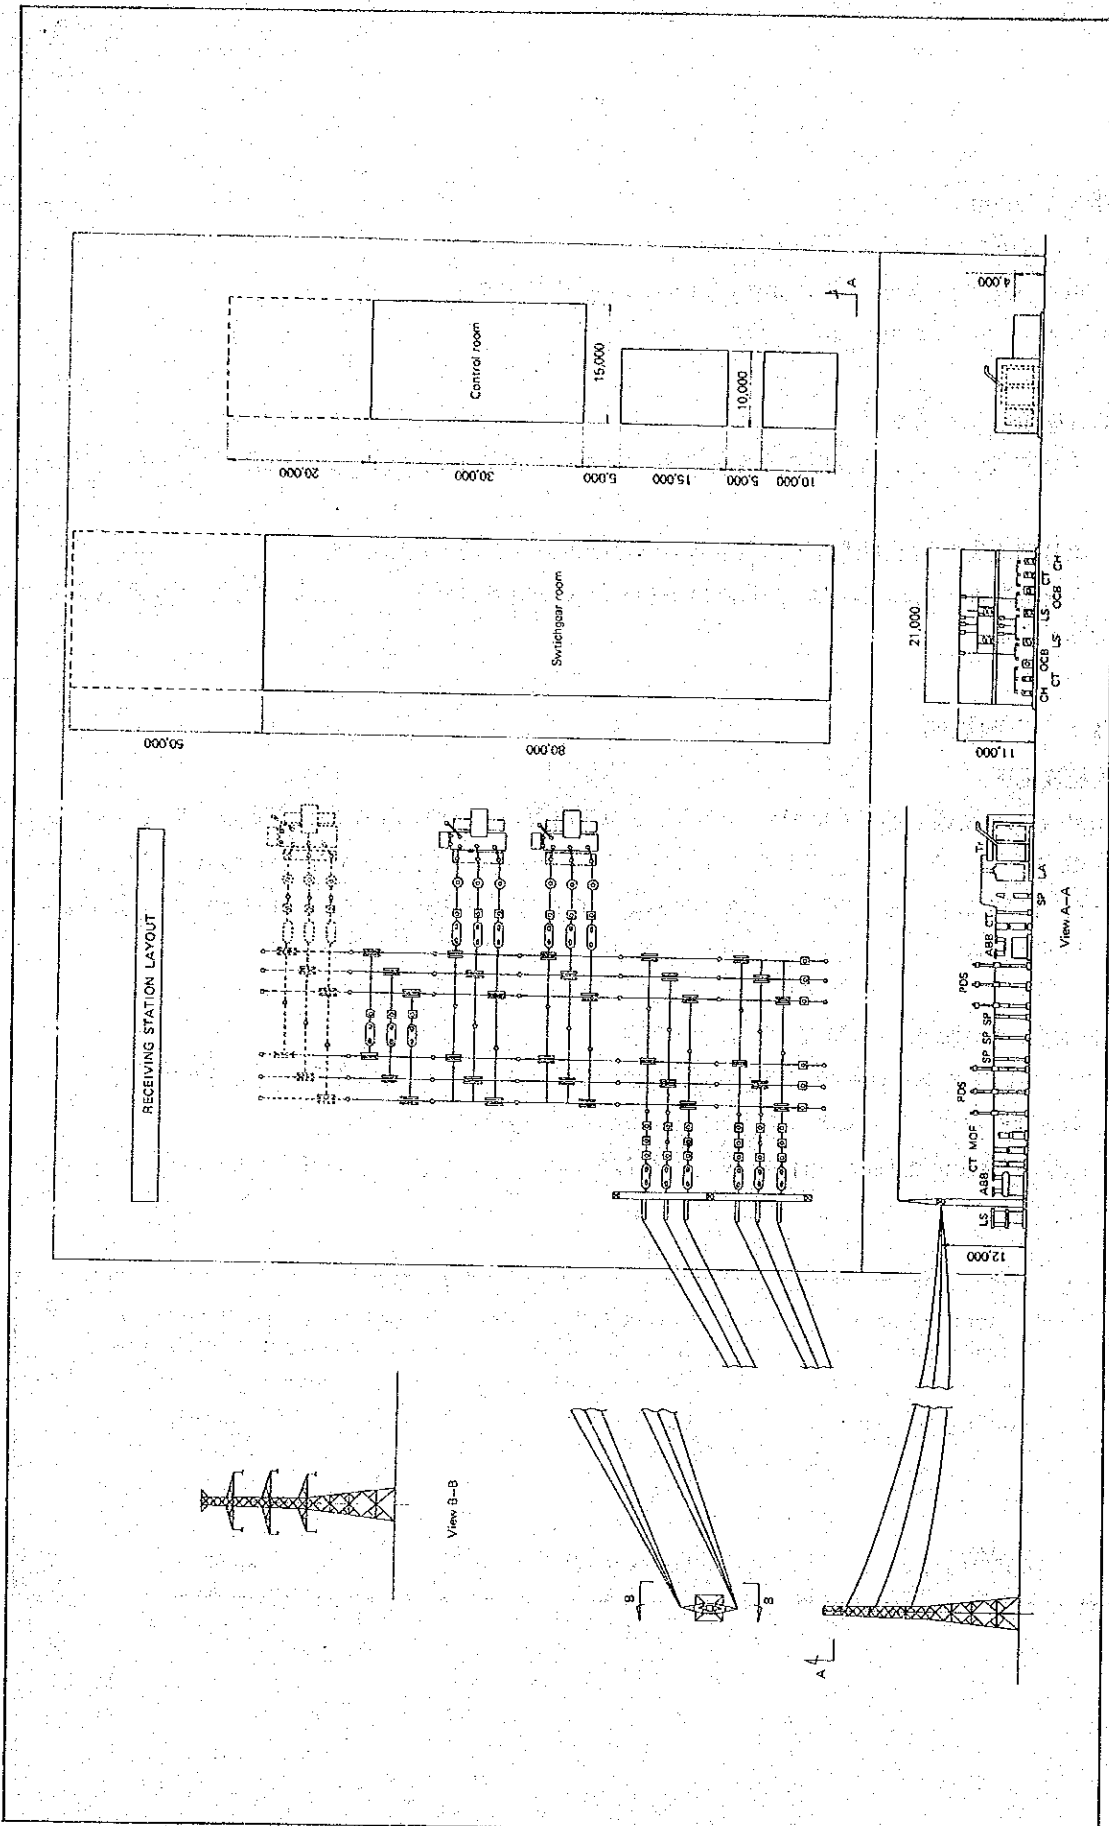 RECEIVING STATION LAYOUT
50,000
80,000
Switchgear room
20,000
30,000
5,000
15,000
5,000
10,000
Control room
15,000
10,000
A
View B–B
B
B
A
12,000
LS
ABB
CT MOF
PDS
SP SP SP
PDS
ABB CT
SP
LA
Tr
View A–A
11,000
21,000
CH
CT
OCB
LS
LS
OCB
CT
CH
4,000